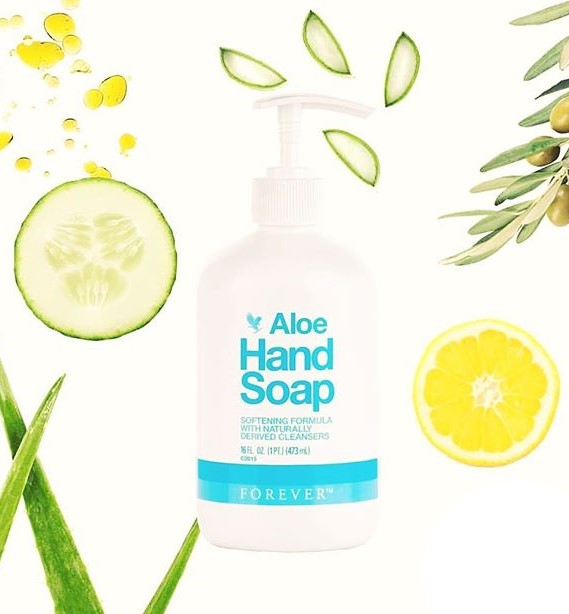 Aloe
Hand
Soap
SOFTENING FORMULA
WITH NATURALLY
DERIVED CLEANSERS
16 FL. OZ. (1 PT.) (473 mL)
FOREVER™